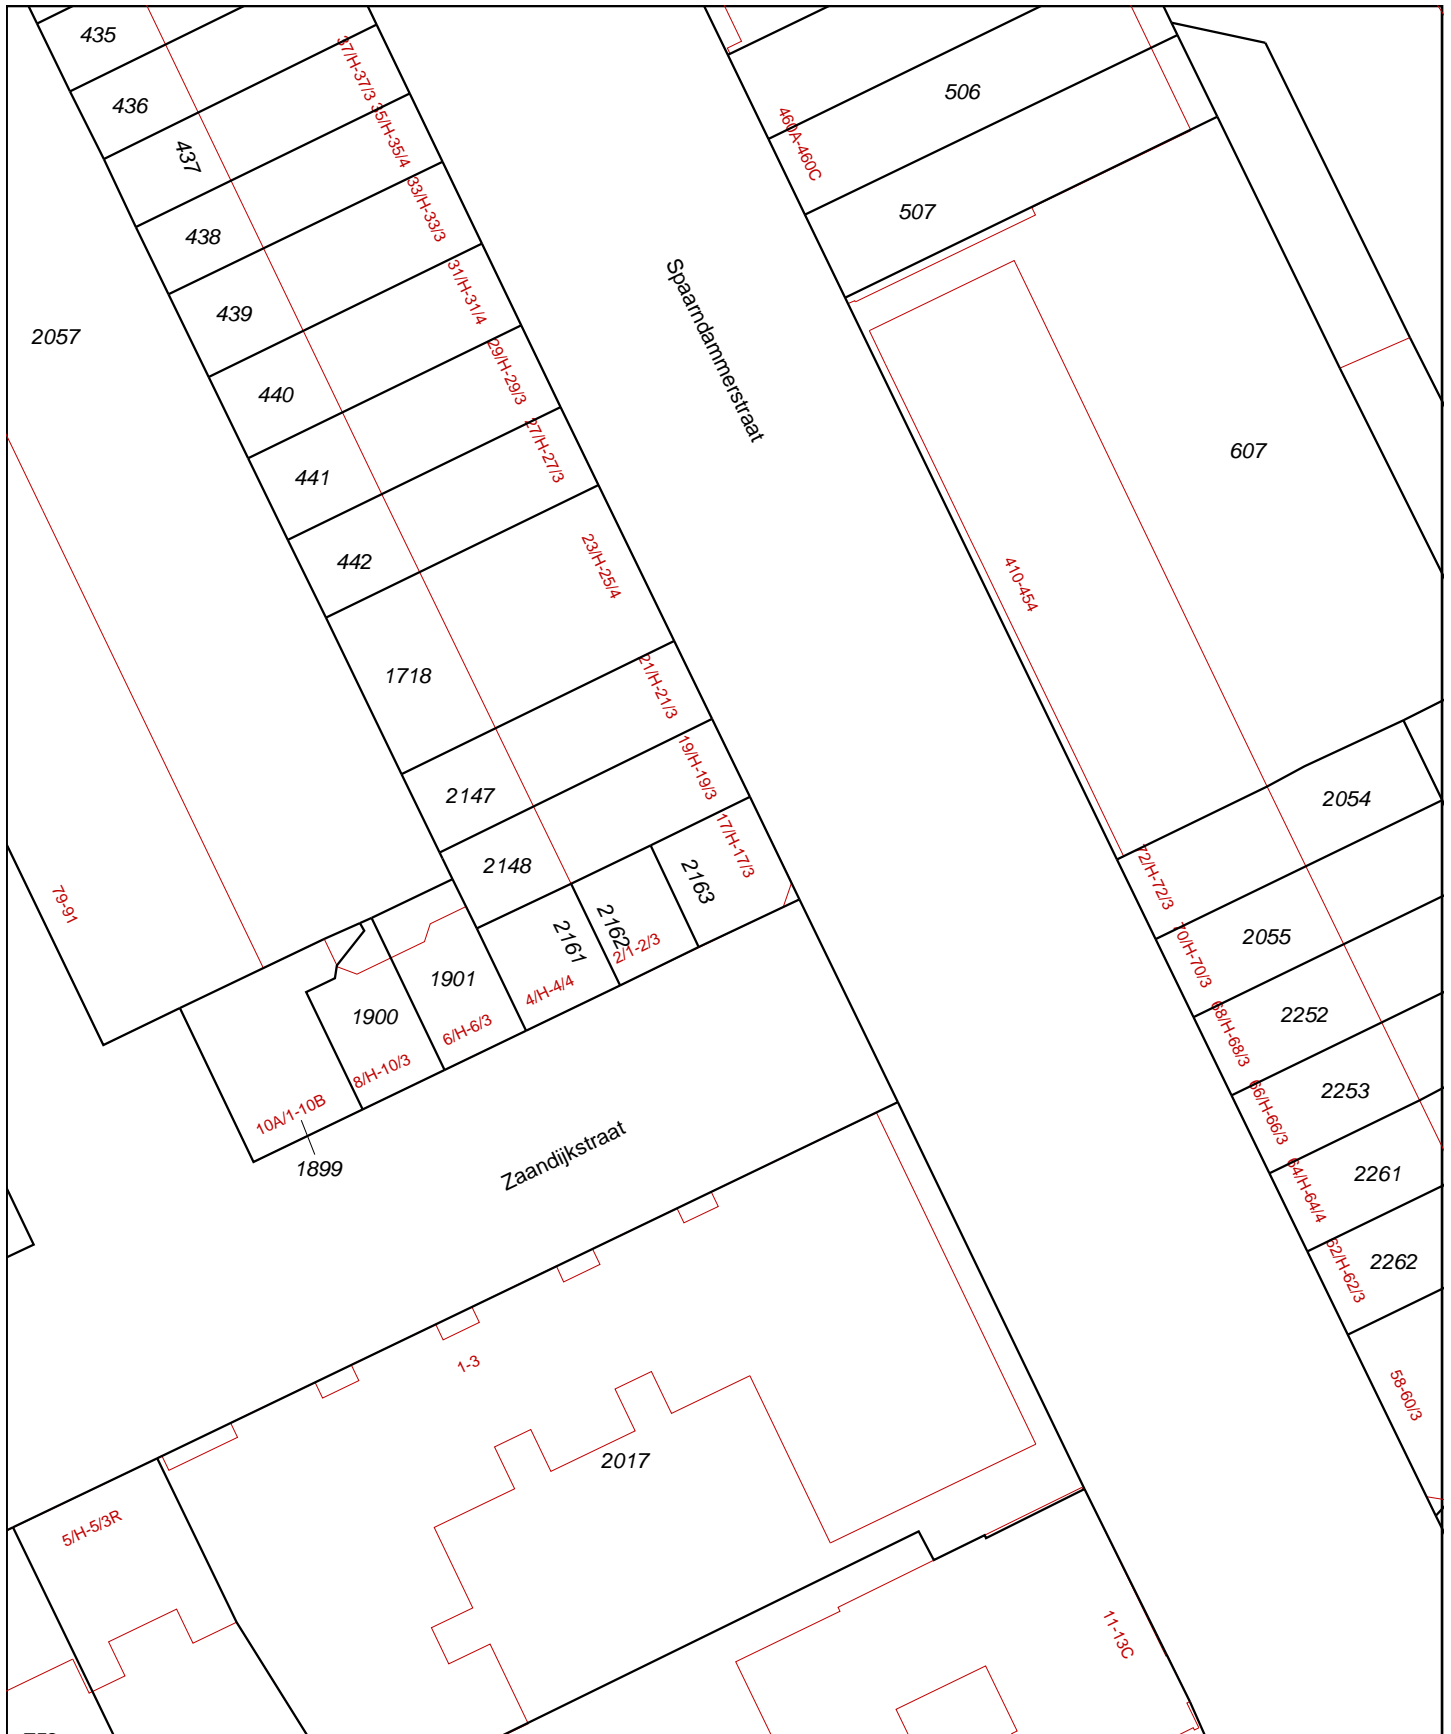 435
37/H-37/3
506
436
35/H-35/4
460A-460C
437
33/H-33/3
507
438
31/H-31/4
439
Spaarndammerstraat
2057
29/H-29/3
440
27/H-27/3
607
441
442
23/H-25/4
410-454
1718
21/H-21/3
2147
19/H-19/3
2054
2148
17/H-17/3
2163
72/H-72/3
79-91
2161
2162
2/1-2/3
70/H-70/3
2055
1901
4/H-4/4
1900
6/H-6/3
68/H-68/3
2252
8/H-10/3
66/H-66/3
2253
10A/1-10B
1899
Zaandijkstraat
64/H-64/4
2261
62/H-62/3
2262
1-3
58-60/3
2017
5/H-5/3R
11-13C